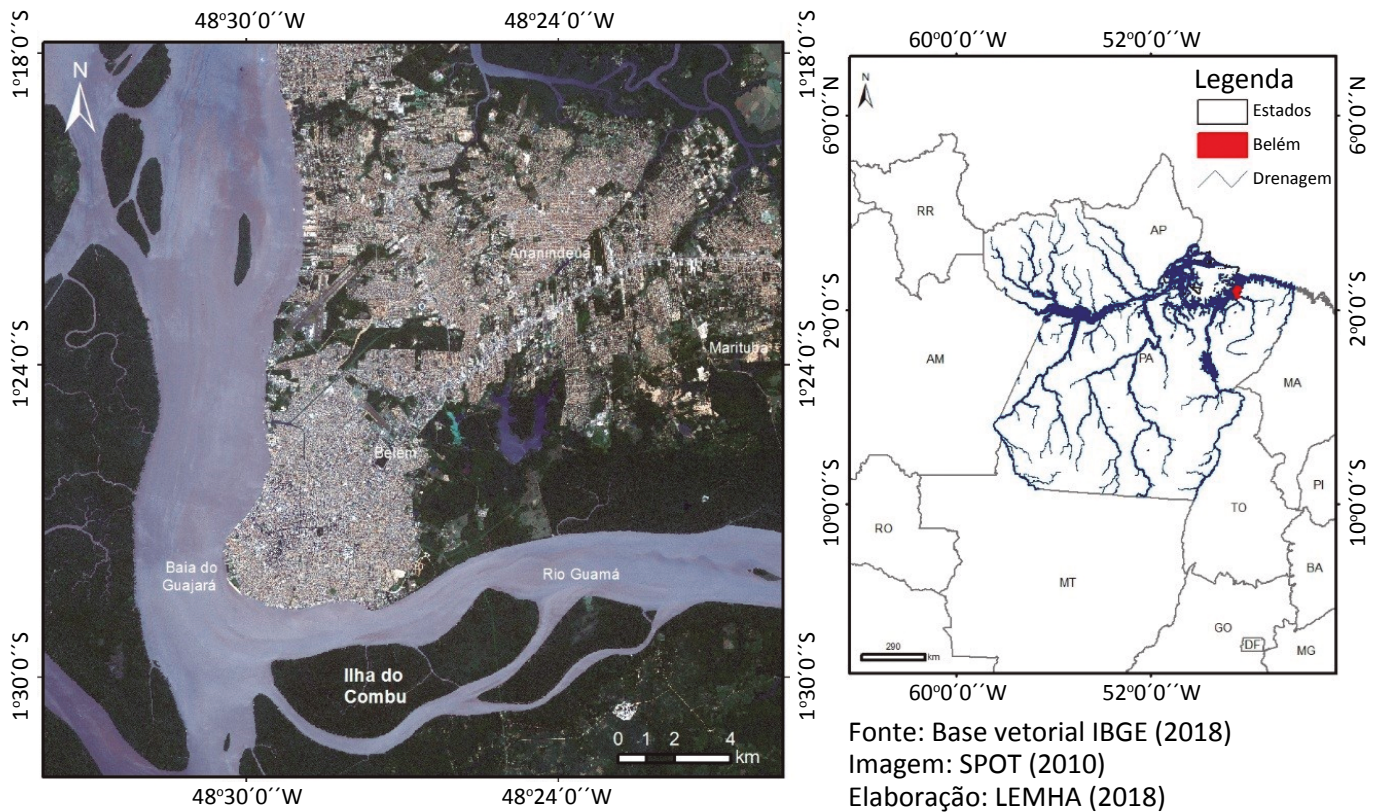 48°30´0´´W
48°24´0´´W
1°18´0´´S
1°24´0´´S
1°30´0´´S
N
Ananindeua
Marituba
Belém
Baia do
Guajará
Rio Guamá
Ilha do
Combu
0 1 2 4
km
48°30´0´´W
48°24´0´´W
60°0´0´´W
52°0´0´´W
1°18´0´´S
1°24´0´´S
1°30´0´´S
6°0´0´´N
2°0´0´´S
10°0´0´´S
N
Legenda
Estados
Belém
Drenagem
RR
AP
AM
PA
MA
PI
TO
RO
BA
MT
GO
DF
MG
290
km
6°0´0´´N
2°0´0´´S
10°0´0´´S
60°0´0´´W
52°0´0´´W
Fonte: Base vetorial IBGE (2018)
Imagem: SPOT (2010)
Elaboração: LEMHA (2018)